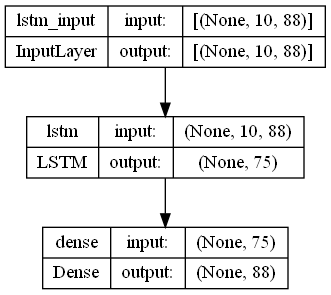 lstm_input input: [(None, 10, 88)]
InputLayer output: [(None, 10, 88)]
lstm input: (None, 10, 88)
LSTM output: (None, 75)
dense input: (None, 75)
Dense output: (None, 88)